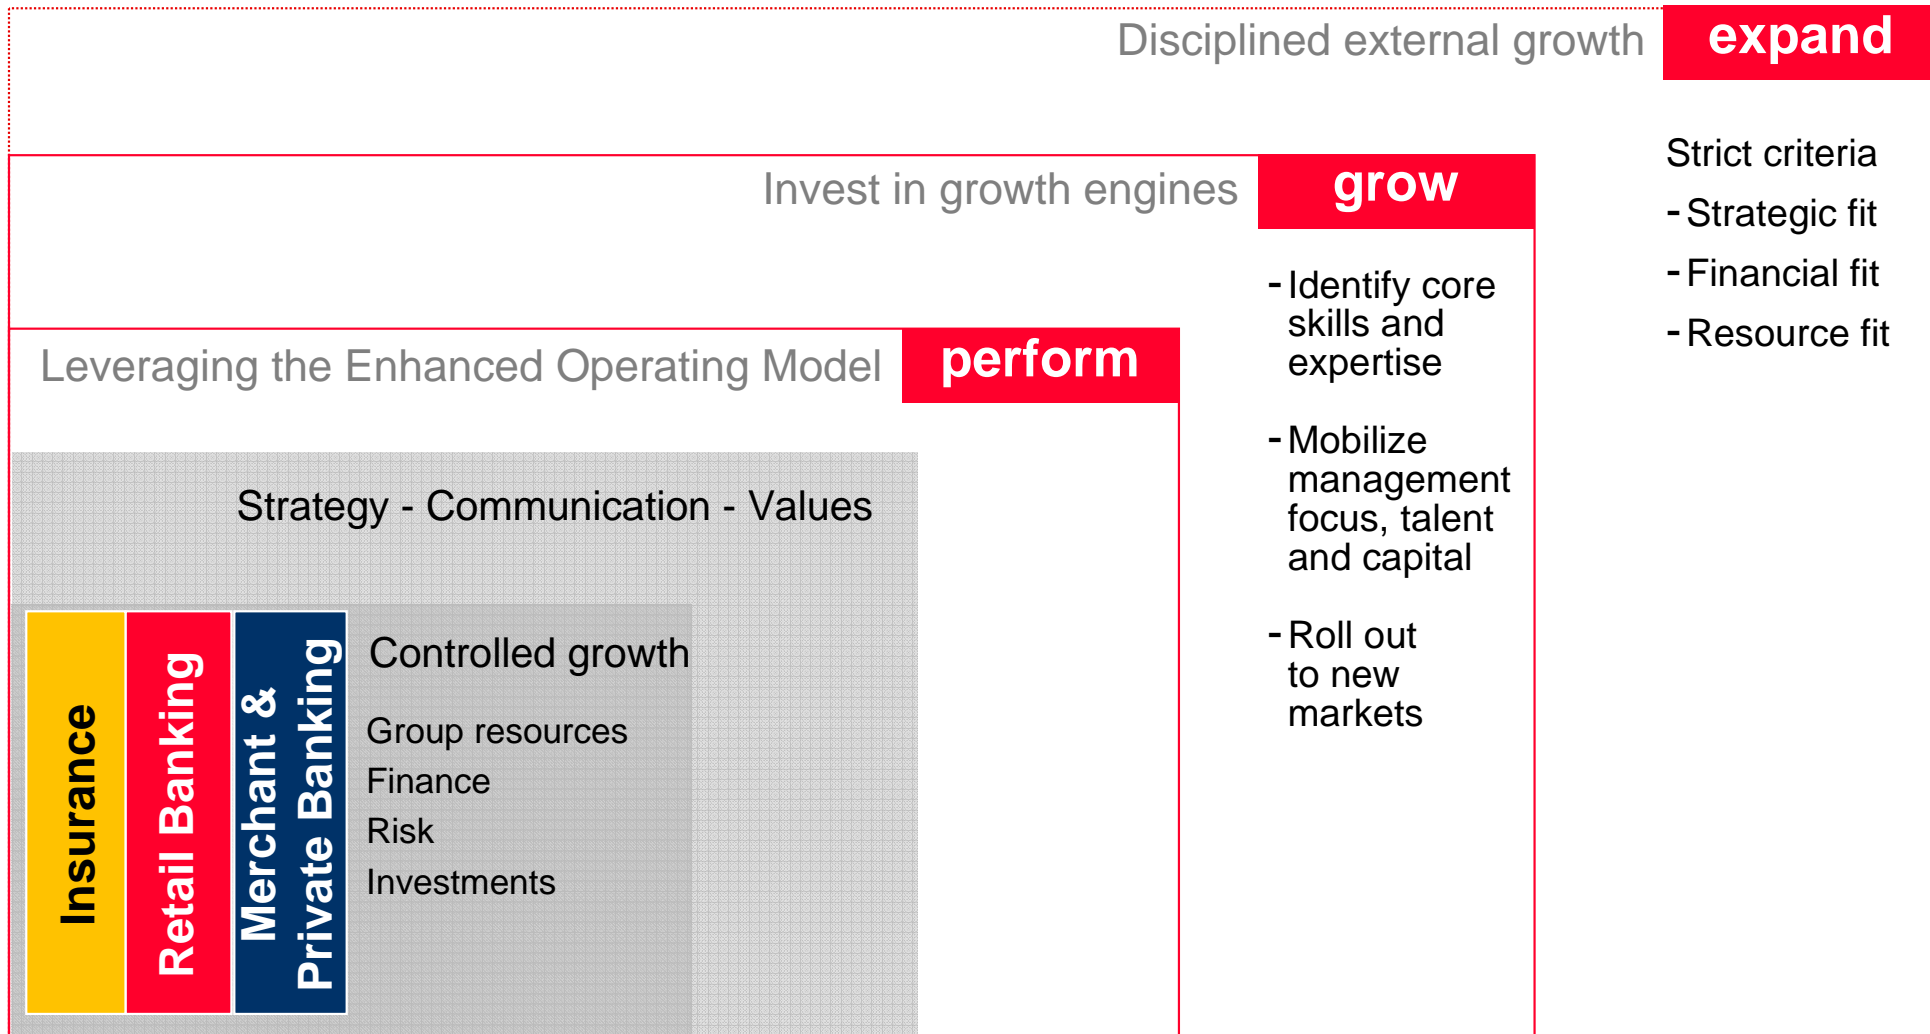 Disciplined external growth expand
Strict criteria
- Strategic fit
- Financial fit
- Resource fit
Invest in growth engines grow
- Identify core
skills and
expertise
- Mobilize
management
focus, talent
and capital
- Roll out
to new
markets
Leveraging the Enhanced Operating Model perform
Strategy - Communication - Values
Insurance
Retail Banking
Merchant &
Private Banking
Controlled growth
Group resources
Finance
Risk
Investments